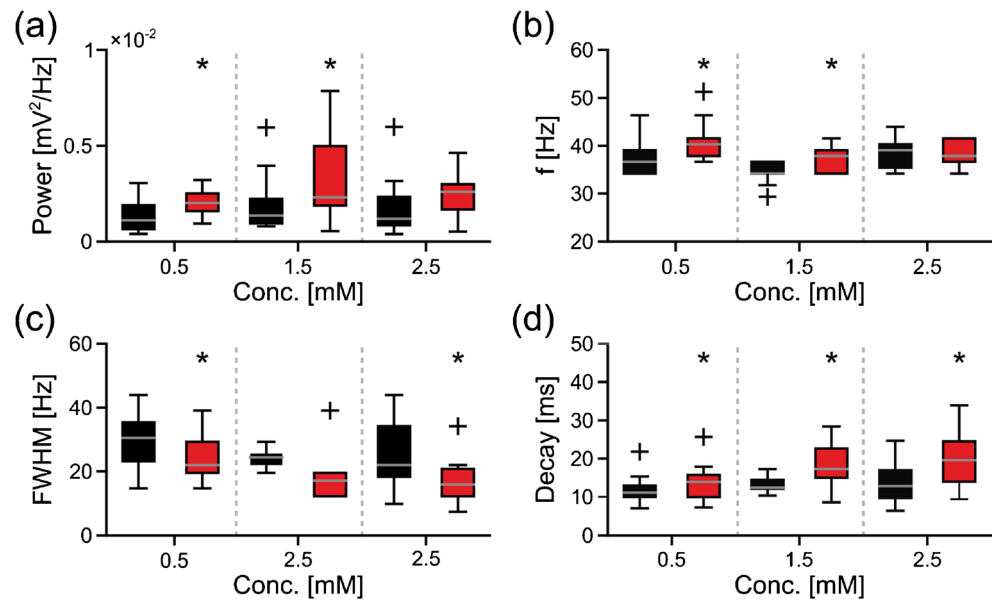 (a)
×10⁻²
1
0.5
0
Power [mV²/Hz]
* *
0.5 1.5 2.5
Conc. [mM]
(b)
60
50
40
30
20
f [Hz]
* *
0.5 1.5 2.5
Conc. [mM]
(c)
60
40
20
0
FWHM [Hz]
* *
0.5 2.5 2.5
Conc. [mM]
(d)
50
40
30
20
10
0
Decay [ms]
* * *
0.5 1.5 2.5
Conc. [mM]